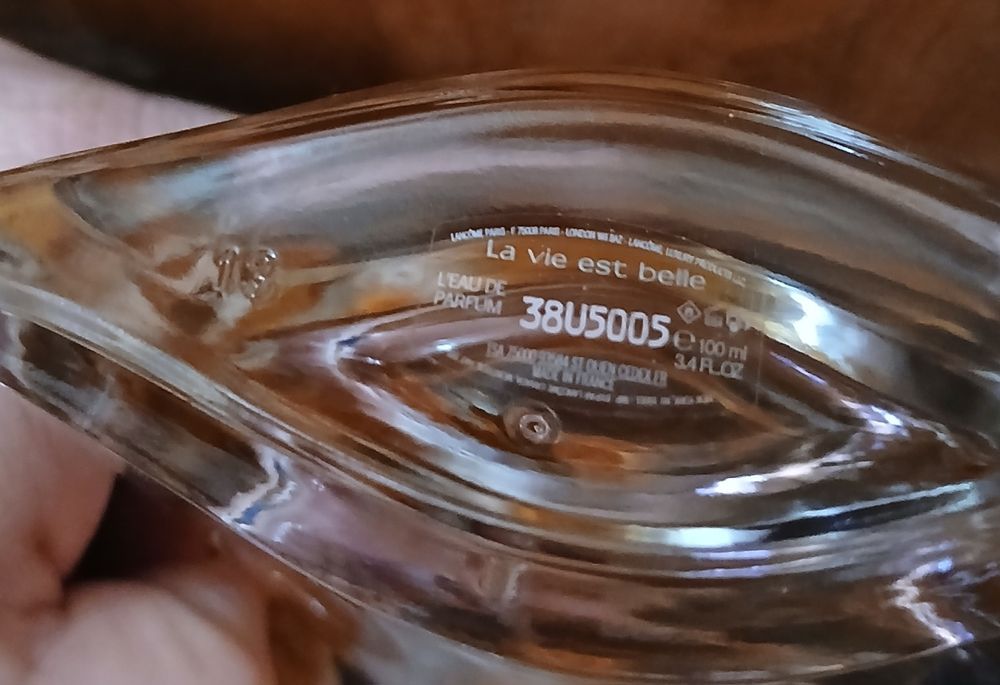 LANCÔME PARIS - F 75008 PARIS - LONDON W6 8AZ - LANCÔME LUXURY PRODUCTS LLC
La vie est belle
L'EAU DE
PARFUM
38U5005
℮ 100 ml
3.4 FL.OZ
MADE IN FRANCE